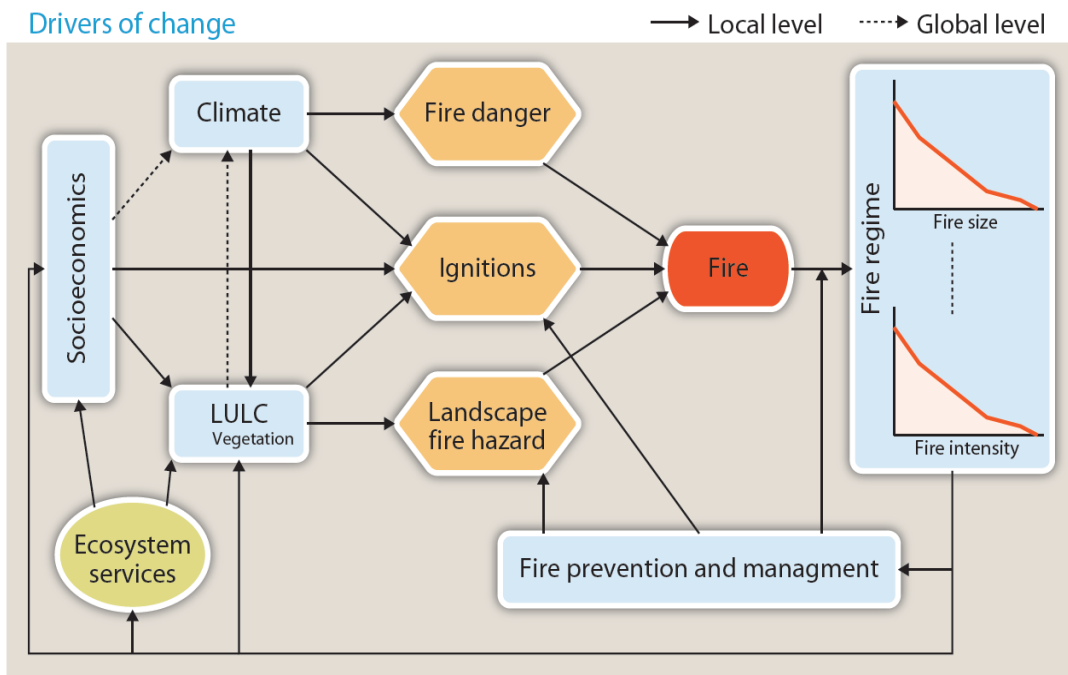 Drivers of change
Local level
Global level
Climate
Fire danger
Socioeconomics
Ignitions
Fire
Fire regime
Fire size
Fire intensity
LULC
Vegetation
Landscape
fire hazard
Ecosystem
services
Fire prevention and managment